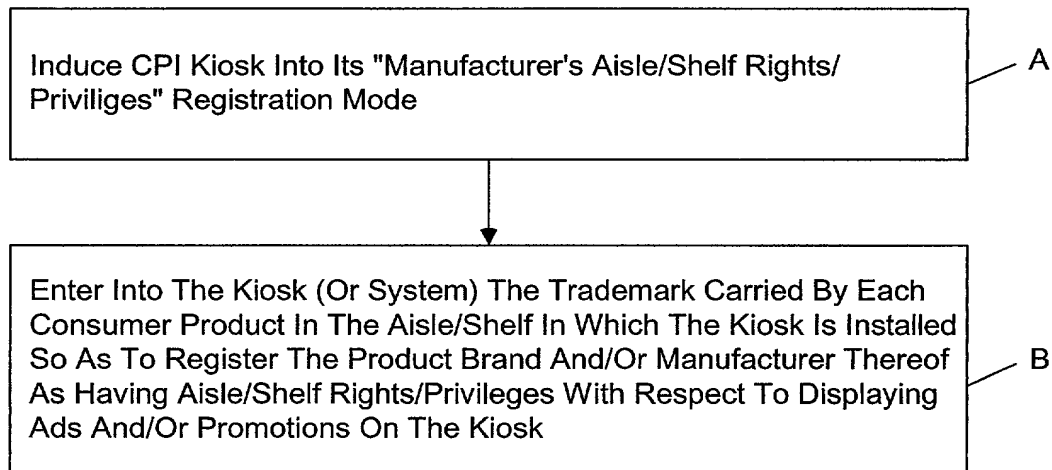 Induce CPI Kiosk Into Its "Manufacturer's Aisle/Shelf Rights/
Priviliges" Registration Mode
A
Enter Into The Kiosk (Or System) The Trademark Carried By Each
Consumer Product In The Aisle/Shelf In Which The Kiosk Is Installed
So As To Register The Product Brand And/Or Manufacturer Thereof
As Having Aisle/Shelf Rights/Privileges With Respect To Displaying
Ads And/Or Promotions On The Kiosk
B